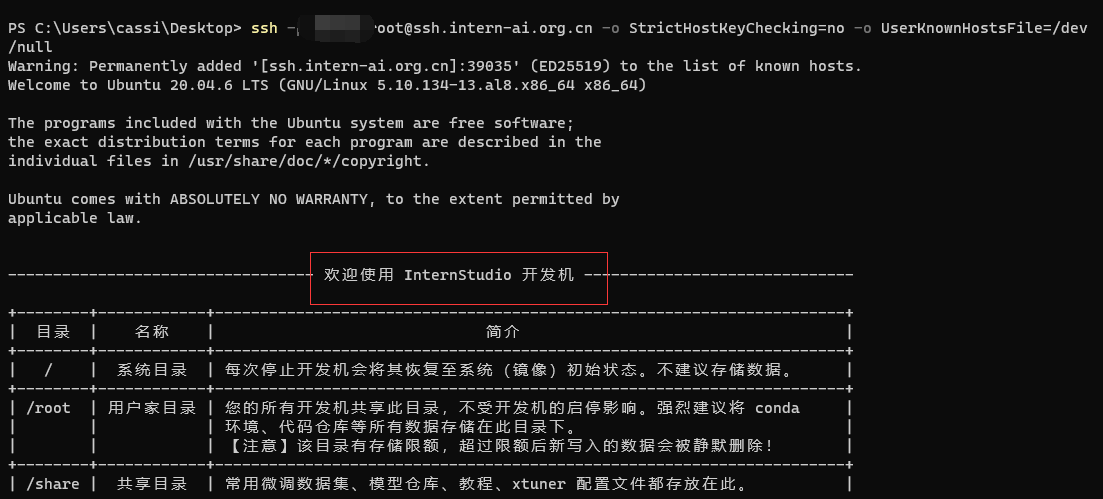 PS C:\Users\cassi\Desktop> ssh root@ssh.intern-ai.org.cn -o StrictHostKeyChecking=no -o UserKnownHostsFile=/dev
/null
Warning: Permanently added '[ssh.intern-ai.org.cn]:39035' (ED25519) to the list of known hosts.
Welcome to Ubuntu 20.04.6 LTS (GNU/Linux 5.10.134-13.al8.x86_64 x86_64)
The programs included with the Ubuntu system are free software;
the exact distribution terms for each program are described in the
individual files in /usr/share/doc/*/copyright.
Ubuntu comes with ABSOLUTELY NO WARRANTY, to the extent permitted by
applicable law.
欢迎使用 InternStudio 开发机
目录 | 名称 | 简介
/ | 系统目录 | 每次停止开发机会将其恢复至系统（镜像）初始状态。不建议存储数据。
/root | 用户家目录 | 您的所有开发机共享此目录，不受开发机的启停影响。强烈建议将 conda
环境、代码仓库等所有数据存储在此目录下。
【注意】该目录有存储限额，超过限额后新写入的数据会被静默删除！
/share | 共享目录 | 常用微调数据集、模型仓库、教程、xtuner 配置文件都存放在此。